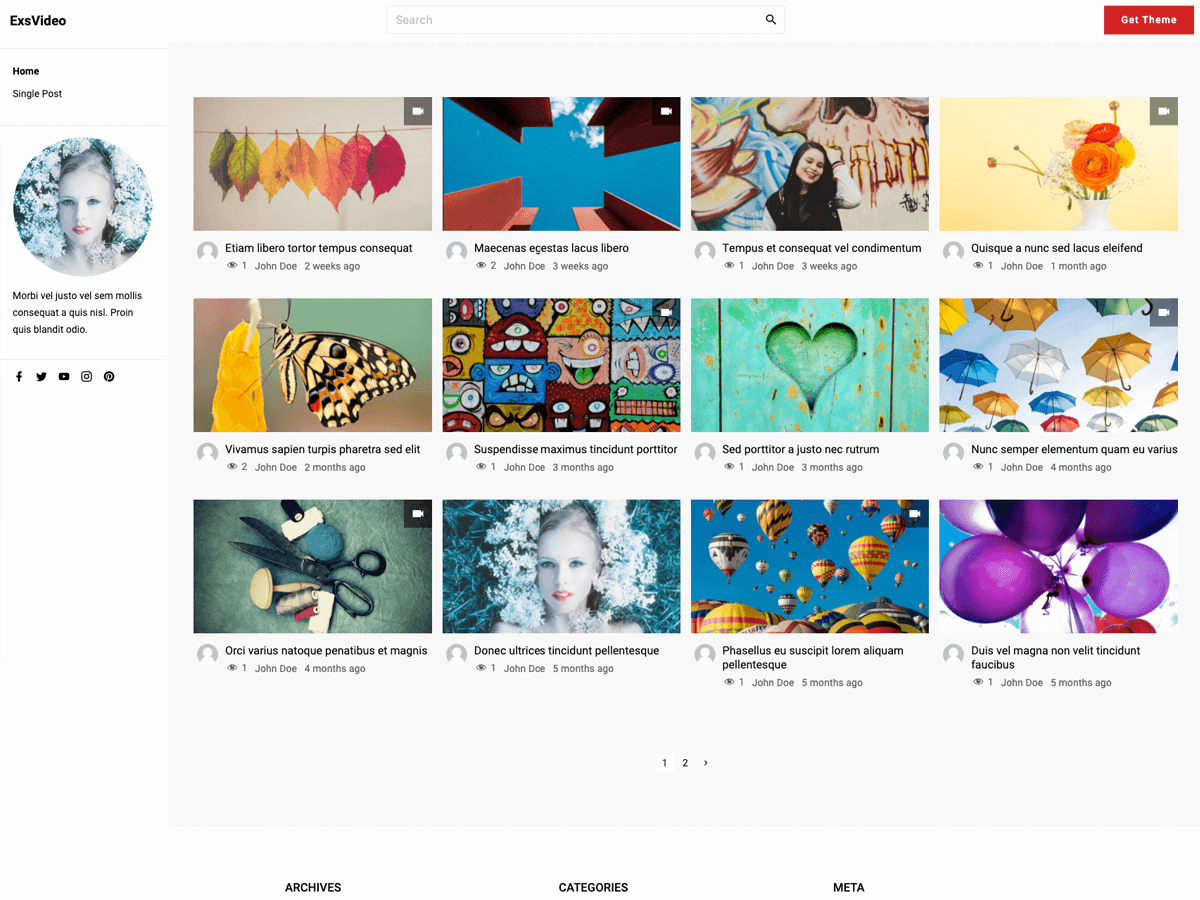 ExsVideo
Search
Get Theme
Home
Single Post
Morbi vel justo vel sem mollis
consequat a quis nisl. Proin
quis blandit odio.
Etiam libero tortor tempus consequat
1 John Doe 2 weeks ago
Maecenas egestas lacus libero
2 John Doe 3 weeks ago
Tempus et consequat vel condimentum
1 John Doe 3 weeks ago
Quisque a nunc sed lacus eleifend
1 John Doe 1 month ago
Vivamus sapien turpis pharetra sed elit
2 John Doe 2 months ago
Suspendisse maximus tincidunt porttitor
1 John Doe 3 months ago
Sed porttitor a justo nec rutrum
1 John Doe 3 months ago
Nunc semper elementum quam eu varius
1 John Doe 4 months ago
Orci varius natoque penatibus et magnis
1 John Doe 4 months ago
Donec ultrices tincidunt pellentesque
1 John Doe 5 months ago
Phasellus eu suscipit lorem aliquam
pellentesque
1 John Doe 5 months ago
Duis vel magna non velit tincidunt
faucibus
1 John Doe 5 months ago
1 2 ›
ARCHIVES
CATEGORIES
META